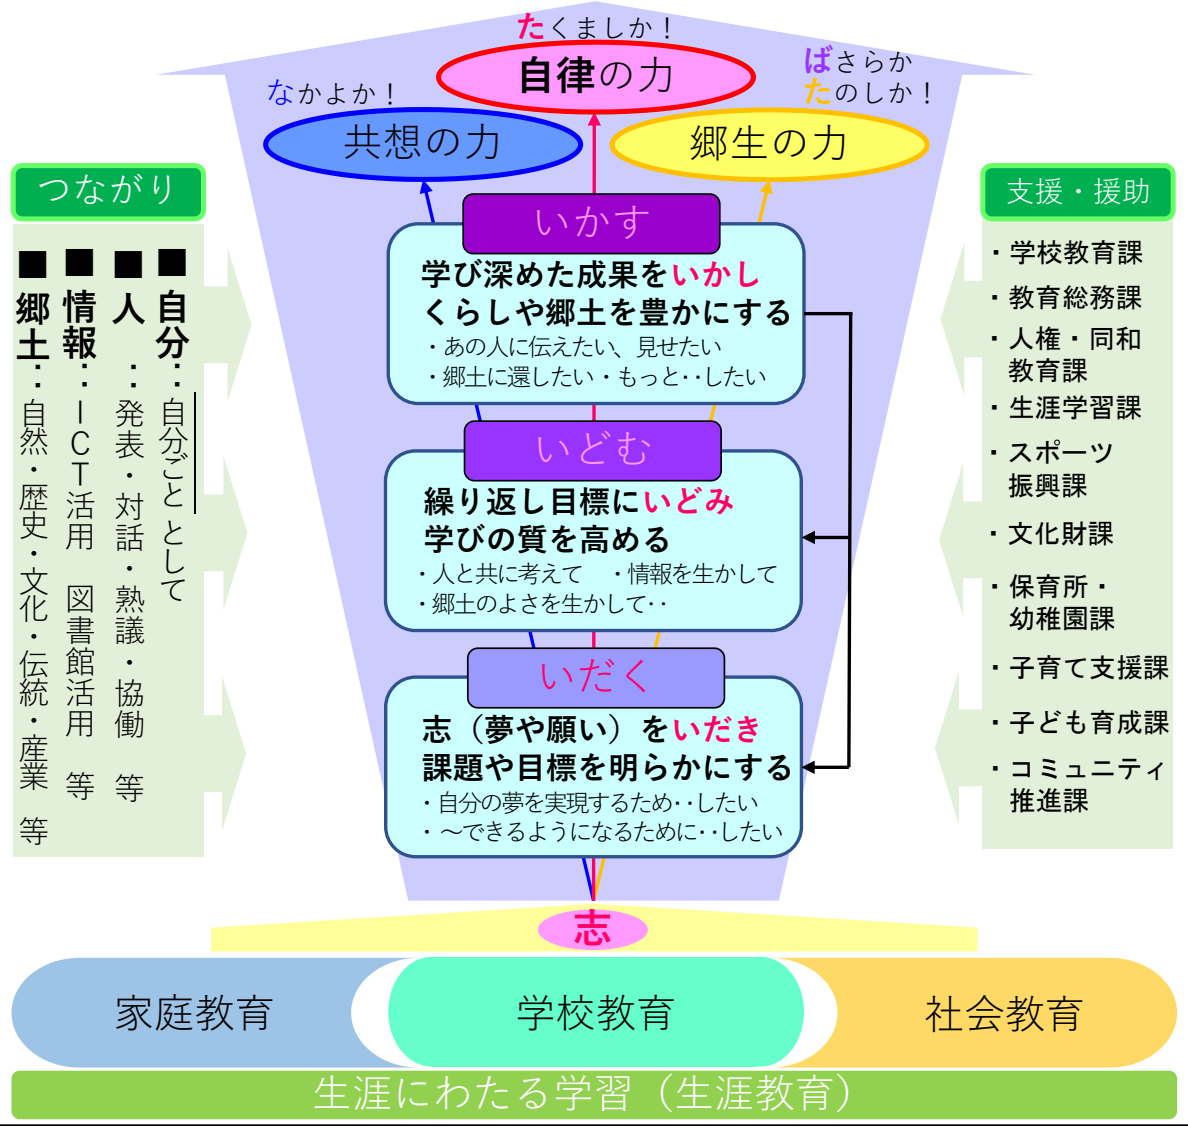 たくましか！
自律の力
ばさらか
たのしか！
なかよか！
共想の力
郷生の力
つながり
■自分：自分ごととして
■人：発表・対話・熟議・協働 等
■情報：ＩＣＴ活用 図書館活用 等
■郷土：自然・歴史・文化・伝統・産業 等
いかす
学び深めた成果をいかし
くらしや郷土を豊かにする
・あの人に伝えたい、見せたい
・郷土に還したい・もっと‥したい
いどむ
繰り返し目標にいどみ
学びの質を高める
・人と共に考えて ・情報を生かして
・郷土のよさを生かして‥
いだく
志（夢や願い）をいだき
課題や目標を明らかにする
・自分の夢を実現するため‥したい
・～できるようになるために‥したい
支援・援助
・学校教育課
・教育総務課
・人権・同和
教育課
・生涯学習課
・スポーツ
振興課
・文化財課
・保育所・
幼稚園課
・子育て支援課
・子ども育成課
・コミュニティ
推進課
志
家庭教育
学校教育
社会教育
生涯にわたる学習（生涯教育）